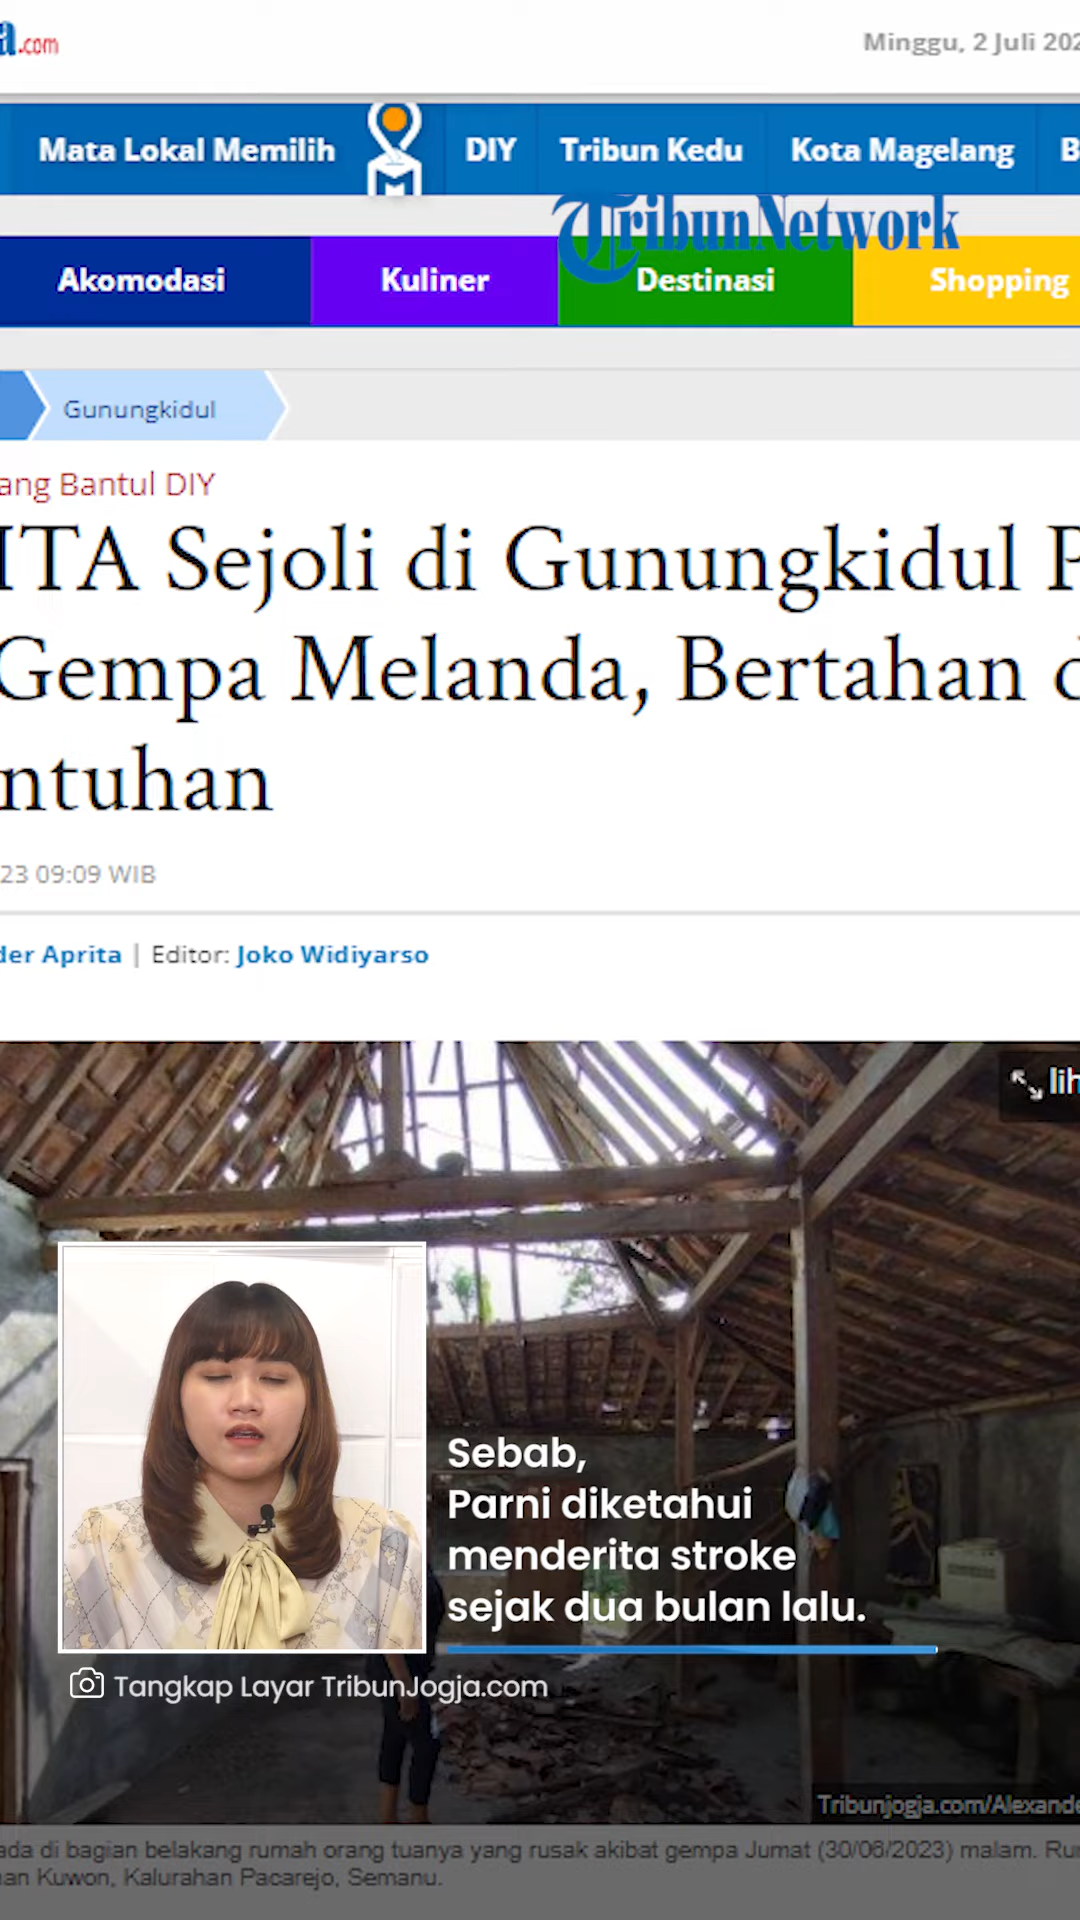 a.com
Minggu, 2 Juli 202
Mata Lokal Memilih
DIY
Tribun Kedu
Kota Magelang
B
TribunNetwork
Akomodasi
Kuliner
Destinasi
Shopping
Gunungkidul
ang Bantul DIY
ITA Sejoli di Gunungkidul P
Gempa Melanda, Bertahan d
ntuhan
23 09:09 WIB
der Aprita | Editor: Joko Widiyarso
lih
Sebab,
Parni diketahui
menderita stroke
sejak dua bulan lalu.
Tangkap Layar TribunJogja.com
Tribunjogja.com/Alexande
ada di bagian belakang rumah orang tuanya yang rusak akibat gempa Jumat (30/06/2023) malam. Ru
an Kuwon, Kalurahan Pacarejo, Semanu.